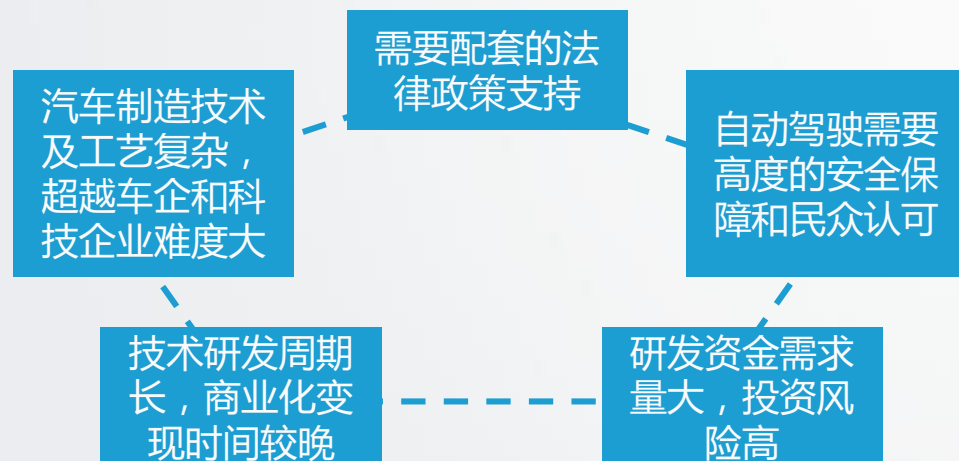 需要配套的法
律政策支持
汽车制造技术
及工艺复杂，
超越车企和科
技企业难度大
自动驾驶需要
高度的安全保
障和民众认可
技术研发周期
长，商业化变
现时间较晚
研发资金需求
量大，投资风
险高